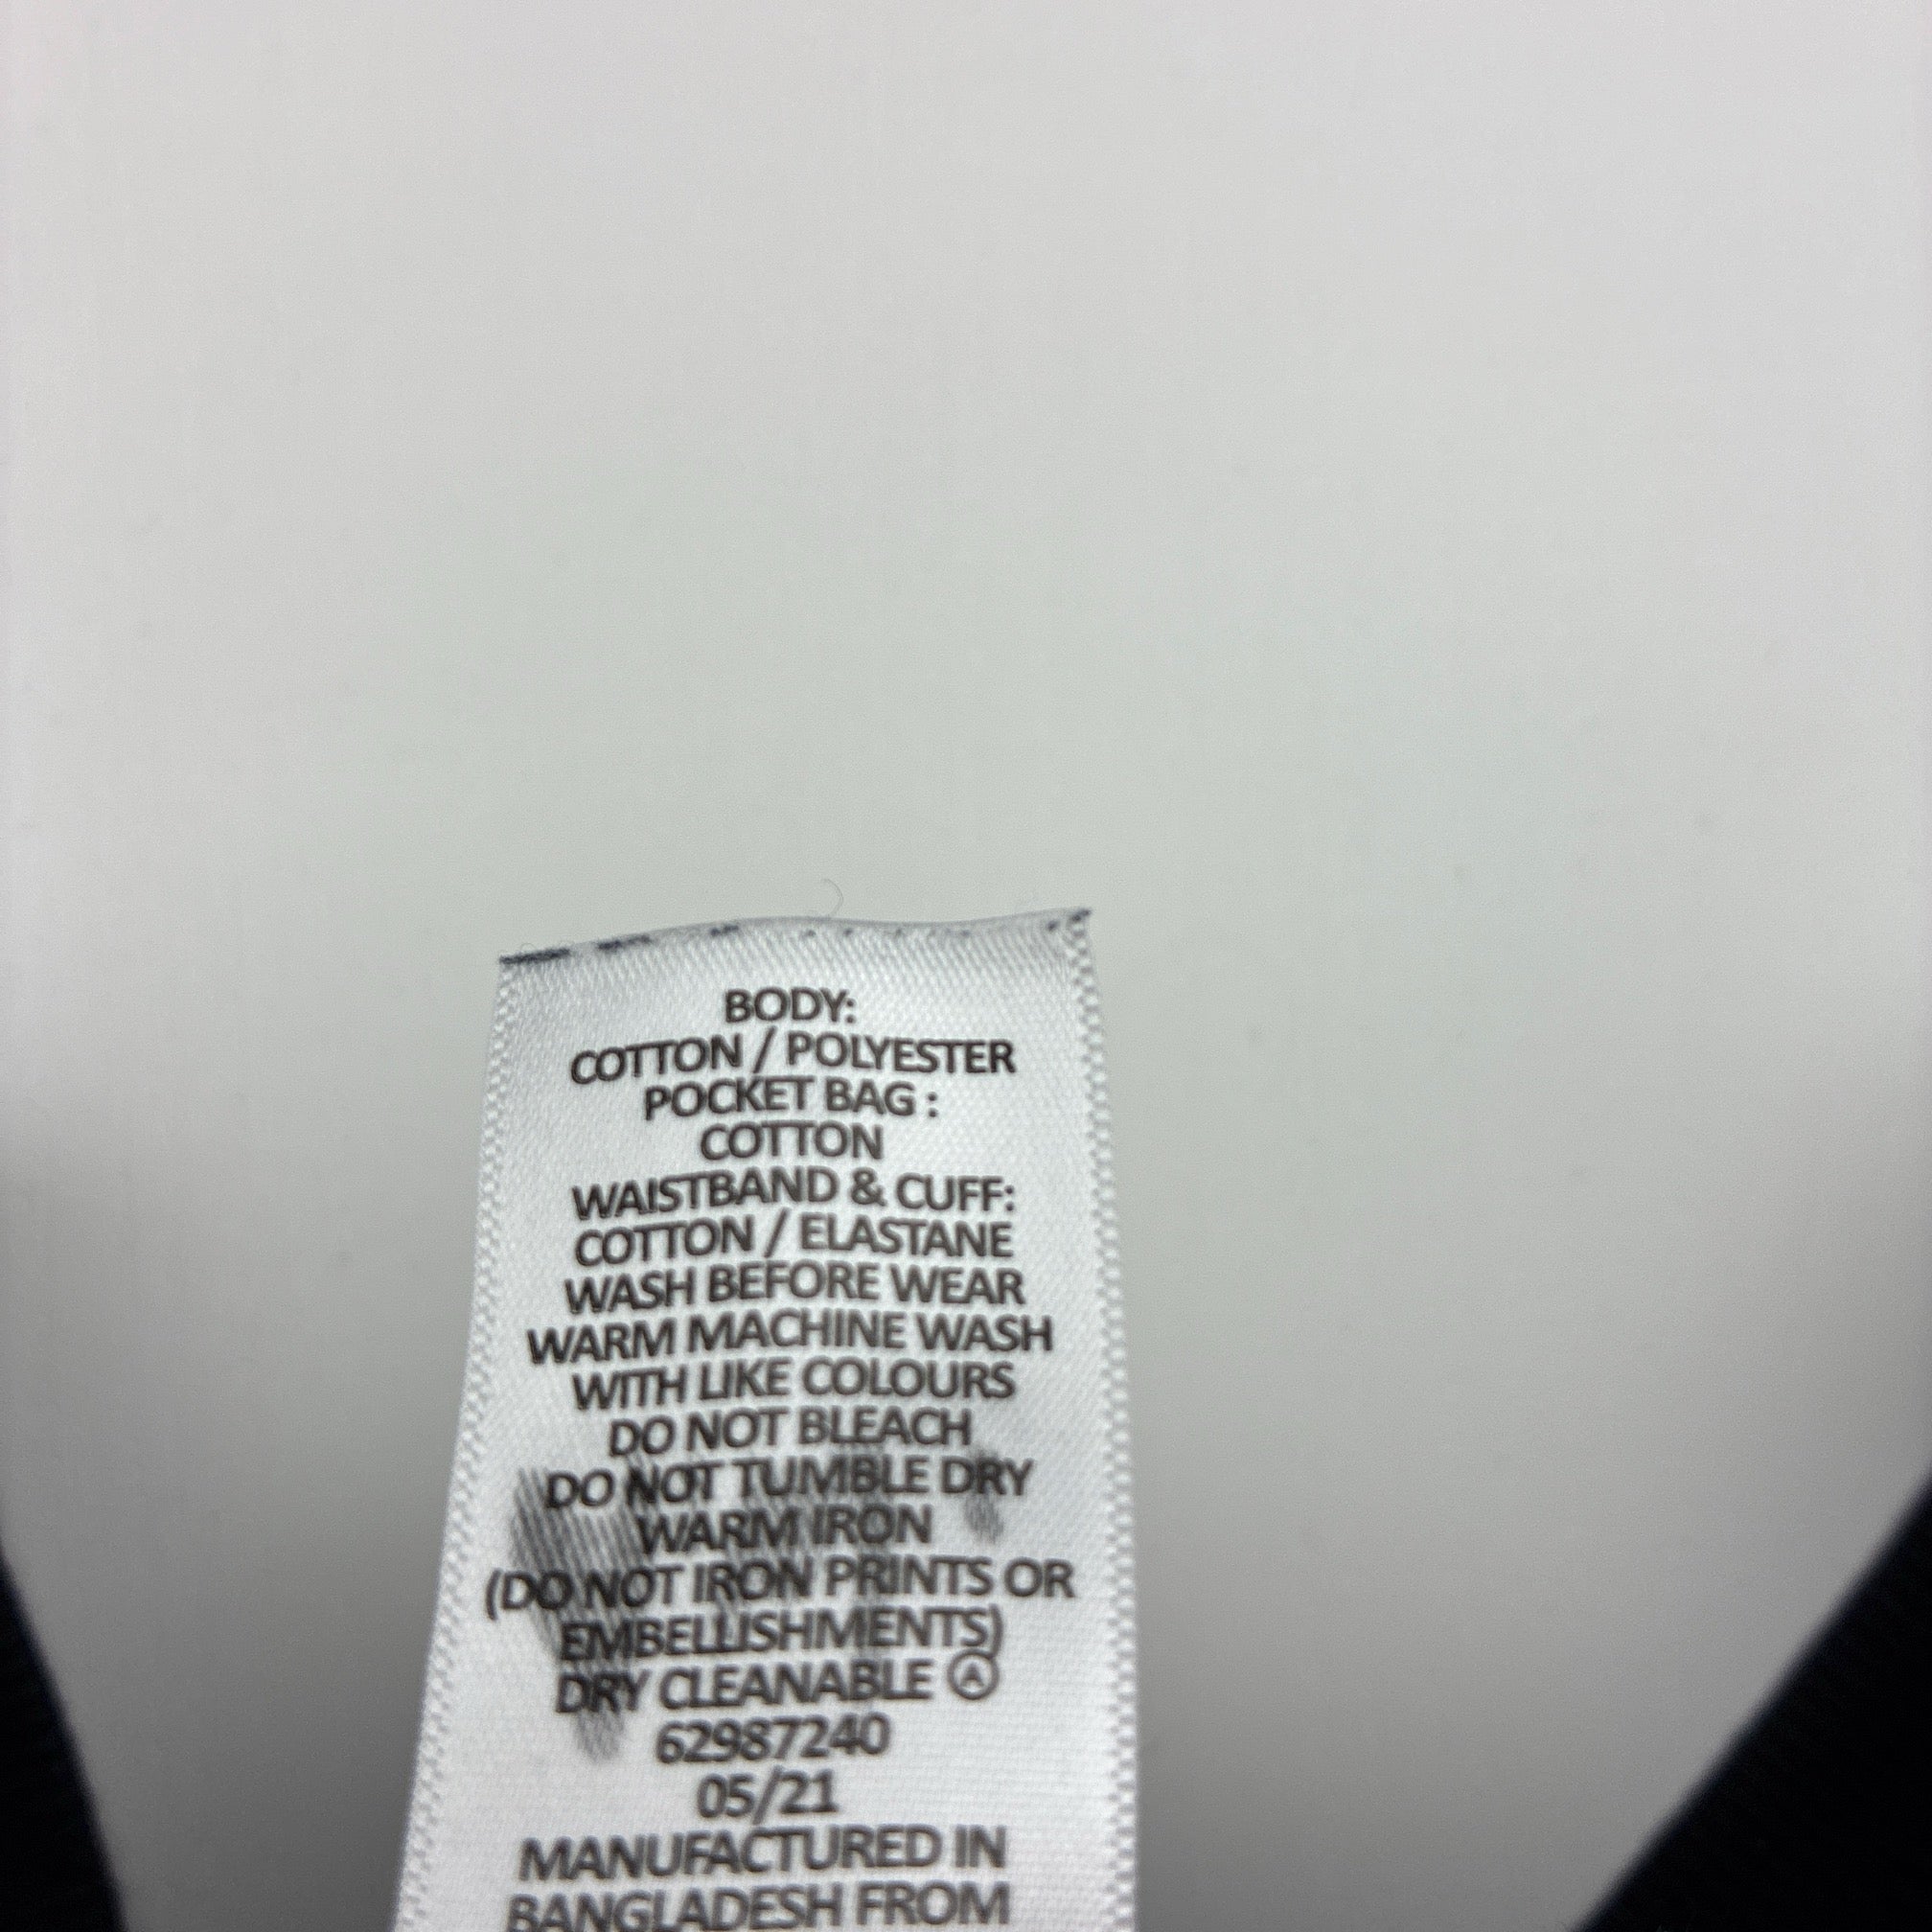 BODY:
COTTON / POLYESTER
POCKET BAG :
COTTON
WAISTBAND & CUFF:
COTTON / ELASTANE
WASH BEFORE WEAR
WARM MACHINE WASH
WITH LIKE COLOURS
DO NOT BLEACH
DO NOT TUMBLE DRY
WARM IRON
(DO NOT IRON PRINTS OR
EMBELLISHMENTS)
DRY CLEANABLE Ⓐ
62987240
05/21
MANUFACTURED IN
BANGLADESH FROM